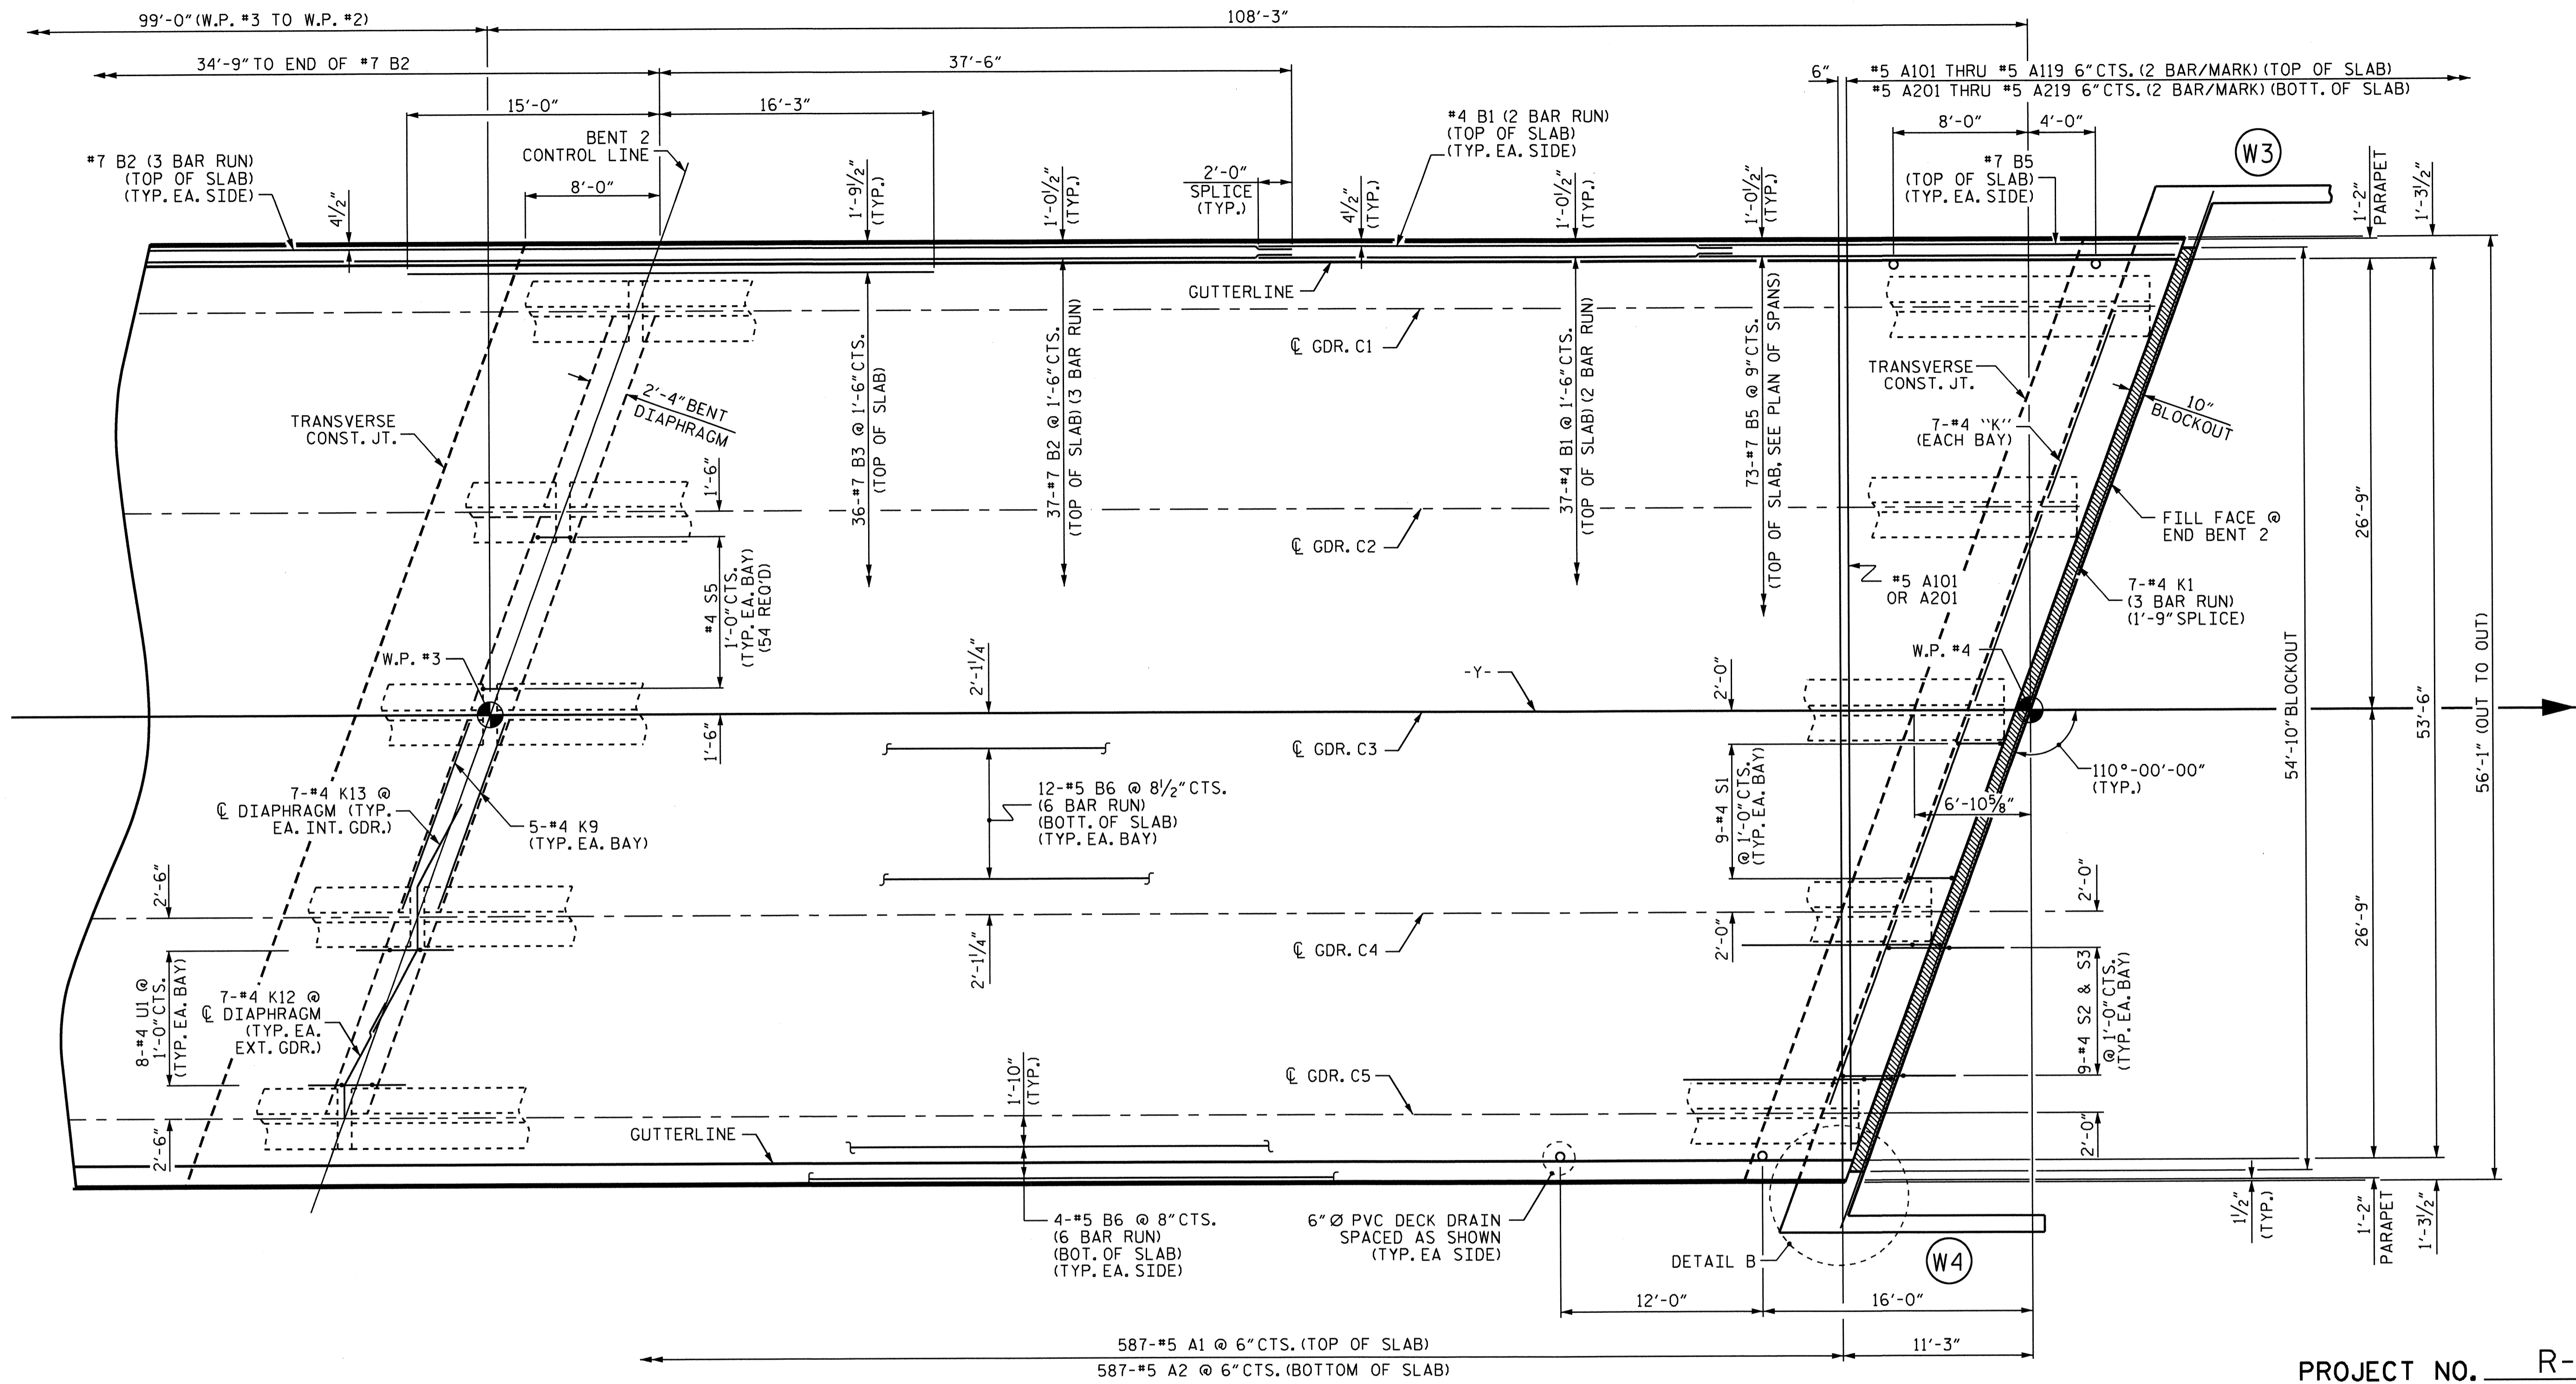 99'-0" (W.P. #3 TO W.P. #2)
108'-3"
34'-9" TO END OF #7 B2
37'-6"
6"
#5 A101 THRU #5 A119 6" CTS. (2 BAR/MARK) (TOP OF SLAB)
#5 A201 THRU #5 A219 6" CTS. (2 BAR/MARK) (BOTT. OF SLAB)
15'-0"
16'-3"
8'-0"
4'-0"
BENT 2
CONTROL LINE
#7 B2 (3 BAR RUN)
(TOP OF SLAB)
(TYP. EA. SIDE)
4½"
8'-0"
1'-9½"
(TYP.)
1'-0½"
(TYP.)
2'-0"
SPLICE
(TYP.)
4½"
(TYP.)
#4 B1 (2 BAR RUN)
(TOP OF SLAB)
(TYP. EA. SIDE)
1'-0½"
(TYP.)
1'-0½"
(TYP.)
#7 B5
(TOP OF SLAB)
(TYP. EA. SIDE)
W3
1'-2"
PARAPET
1'-3½"
GUTTERLINE
℄ GDR. C1
TRANSVERSE
CONST. JT.
2'-4" BENT
DIAPHRAGM
36-#7 B3 @ 1'-6" CTS.
(TOP OF SLAB)
37-#7 B2 @ 1'-6" CTS.
(TOP OF SLAB) (3 BAR RUN)
37-#4 B1 @ 1'-6" CTS.
(TOP OF SLAB) (2 BAR RUN)
73-#7 B5 @ 9" CTS.
(TOP OF SLAB, SEE PLAN OF SPANS)
TRANSVERSE
CONST. JT.
10"
BLOCKOUT
7-#4 "K"
(EACH BAY)
1'-6"
℄ GDR. C2
FILL FACE @
END BENT 2
26'-9"
#4 S5
1'-0" CTS.
(TYP. EA. BAY)
(54 REQ'D)
#5 A101
OR A201
7-#4 K1
(3 BAR RUN)
(1'-9" SPLICE)
W.P. #3
2'-1¼"
-Y-
2'-0"
W.P. #4
54'-10" BLOCKOUT
53'-6"
56'-1" (OUT TO OUT)
1'-6"
℄ GDR. C3
110°-00'-00"
(TYP.)
6'-10⅝"
7-#4 K13 @
℄ DIAPHRAGM (TYP.
EA. INT. GDR.)
5-#4 K9
(TYP. EA. BAY)
12-#5 B6 @ 8½" CTS.
(6 BAR RUN)
(BOTT. OF SLAB)
(TYP. EA. BAY)
9-#4 S1
@ 1'-0" CTS.
(TYP. EA. BAY)
2'-6"
2'-0"
26'-9"
℄ GDR. C4
2'-1¼"
2'-0"
8-#4 U1 @
1'-0" CTS.
(TYP. EA. BAY)
7-#4 K12 @
℄ DIAPHRAGM
(TYP. EA.
EXT. GDR.)
9-#4 S2 & S3
@ 1'-0" CTS.
(TYP. EA. BAY)
1'-10"
(TYP.)
℄ GDR. C5
2'-6"
GUTTERLINE
2'-0"
4-#5 B6 @ 8" CTS.
(6 BAR RUN)
(BOT. OF SLAB)
(TYP. EA. SIDE)
6" Ø PVC DECK DRAIN
SPACED AS SHOWN
(TYP. EA SIDE)
DETAIL B
W4
1½"
(TYP.)
1'-2"
PARAPET
1'-3½"
12'-0"
16'-0"
587-#5 A1 @ 6" CTS. (TOP OF SLAB)
587-#5 A2 @ 6" CTS. (BOTTOM OF SLAB)
11'-3"
PROJECT NO. R-